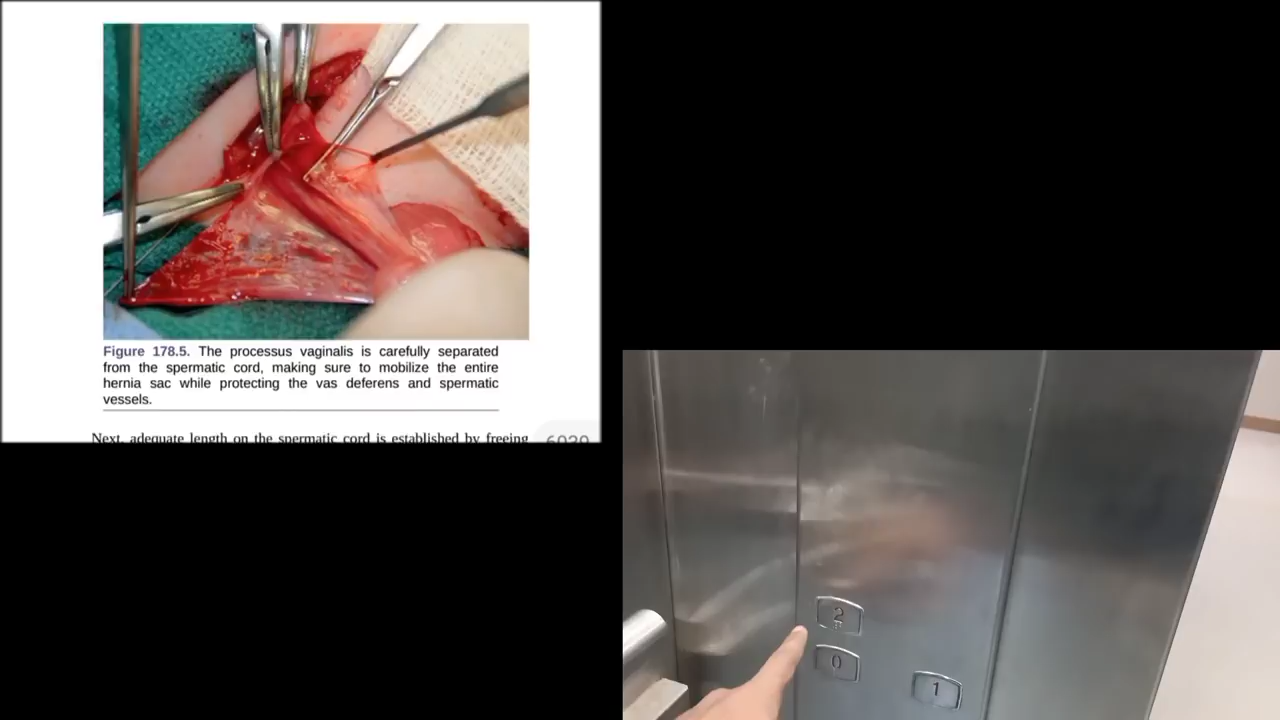 Figure 178.5. The processus vaginalis is carefully separated
from the spermatic cord, making sure to mobilize the entire
hernia sac while protecting the vas deferens and spermatic
vessels.
Next, adequate length on the spermatic cord is established by freeing
2
0
1